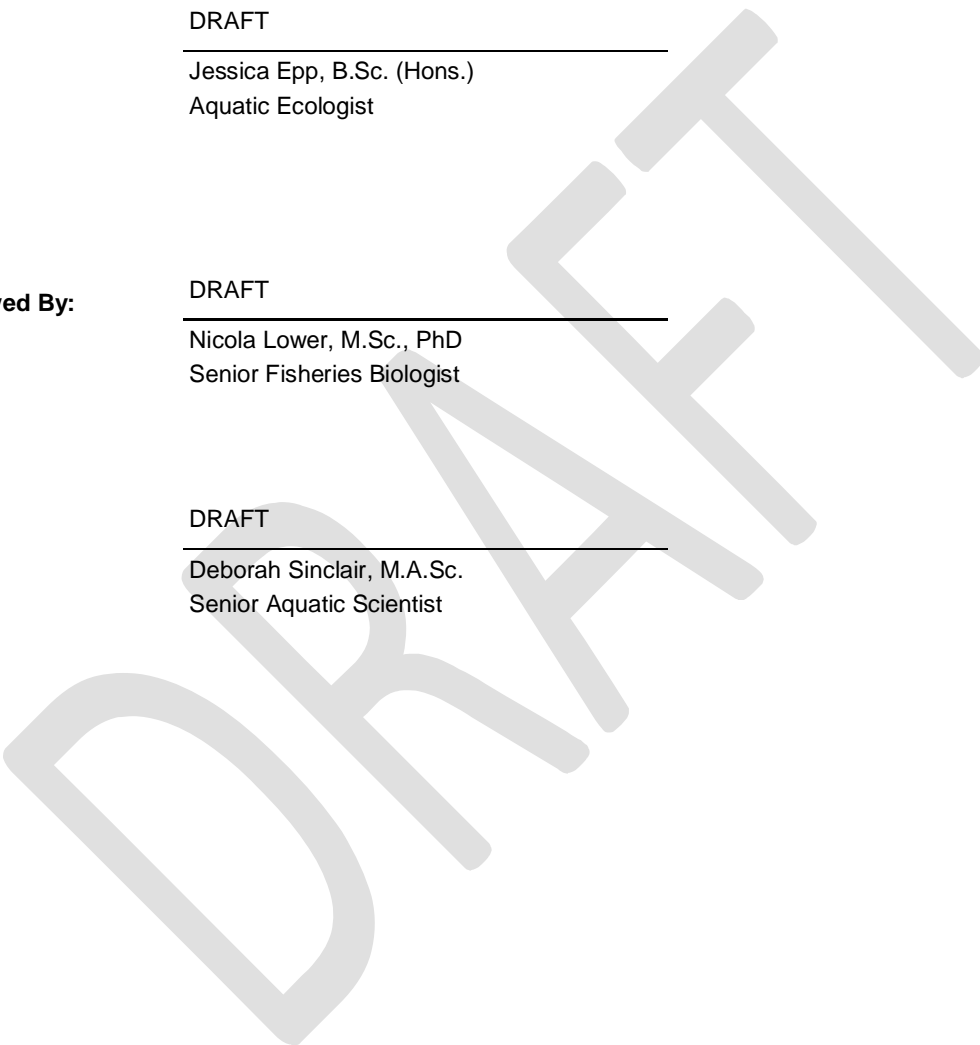 DRAFT
Jessica Epp, B.Sc. (Hons.)
Aquatic Ecologist
ed By:
DRAFT
Nicola Lower, M.Sc., PhD
Senior Fisheries Biologist
DRAFT
Deborah Sinclair, M.A.Sc.
Senior Aquatic Scientist
DRAFT